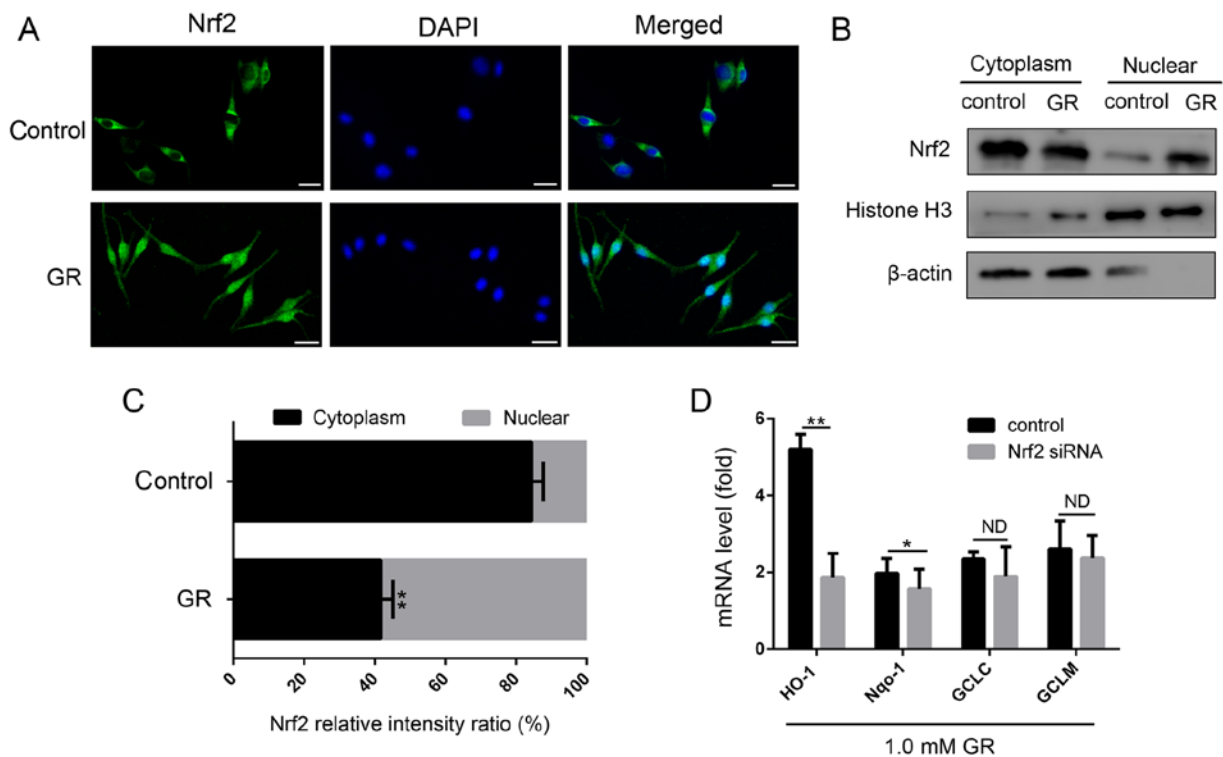 A
Nrf2 DAPI Merged
Control
GR
B
Cytoplasm Nuclear
control GR control GR
Nrf2
Histone H3
β-actin
C
Cytoplasm Nuclear
Control
GR
**
0 20 40 60 80 100
Nrf2 relative intensity ratio (%)
D
control
Nrf2 siRNA
mRNA level (fold)
6
4
2
0
** * ND ND
HO-1 Nqo-1 GCLC GCLM
1.0 mM GR